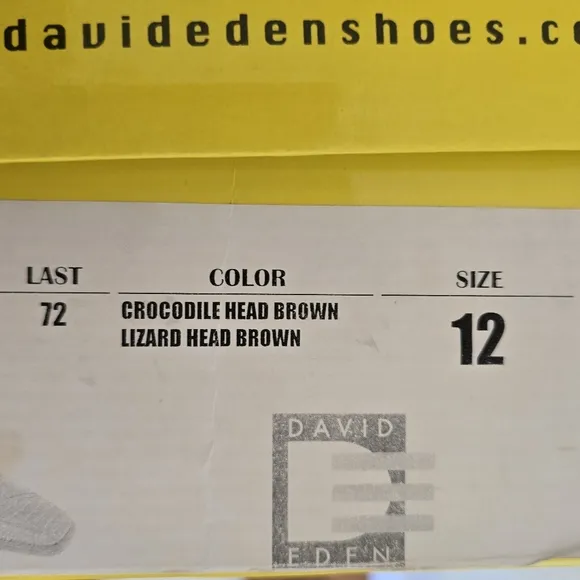 davidedenshoes.c
LAST COLOR SIZE
72 CROCODILE HEAD BROWN 12
LIZARD HEAD BROWN
DAVID
EDEN